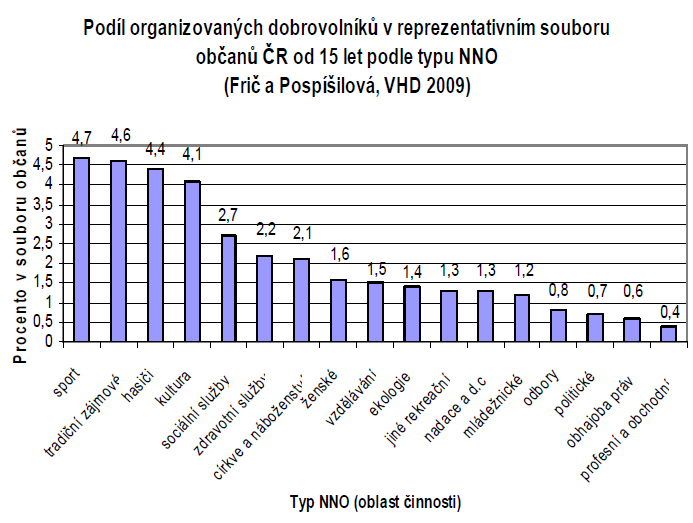 Podíl organizovaných dobrovolníků v reprezentativním souboru
občanů ČR od 15 let podle typu NNO
(Frič a Pospíšilová, VHD 2009)
Procento v souboru občanů
5
4,5
4
3,5
3
2,5
2
1,5
1
0,5
0
4,7
4,6
4,4
4,1
2,7
2,2
2,1
1,6
1,5
1,4
1,3
1,3
1,2
0,8
0,7
0,6
0,4
sport
tradiční zájmové
hasiči
kultura
sociální služby
zdravotní služby
církve a náboženství
ženské
vzdělávání
ekologie
jiné rekreační
nadace a d.c
mládežnické
odbory
politické
obhajoba práv
profesní a obchodní
Typ NNO (oblast činnosti)